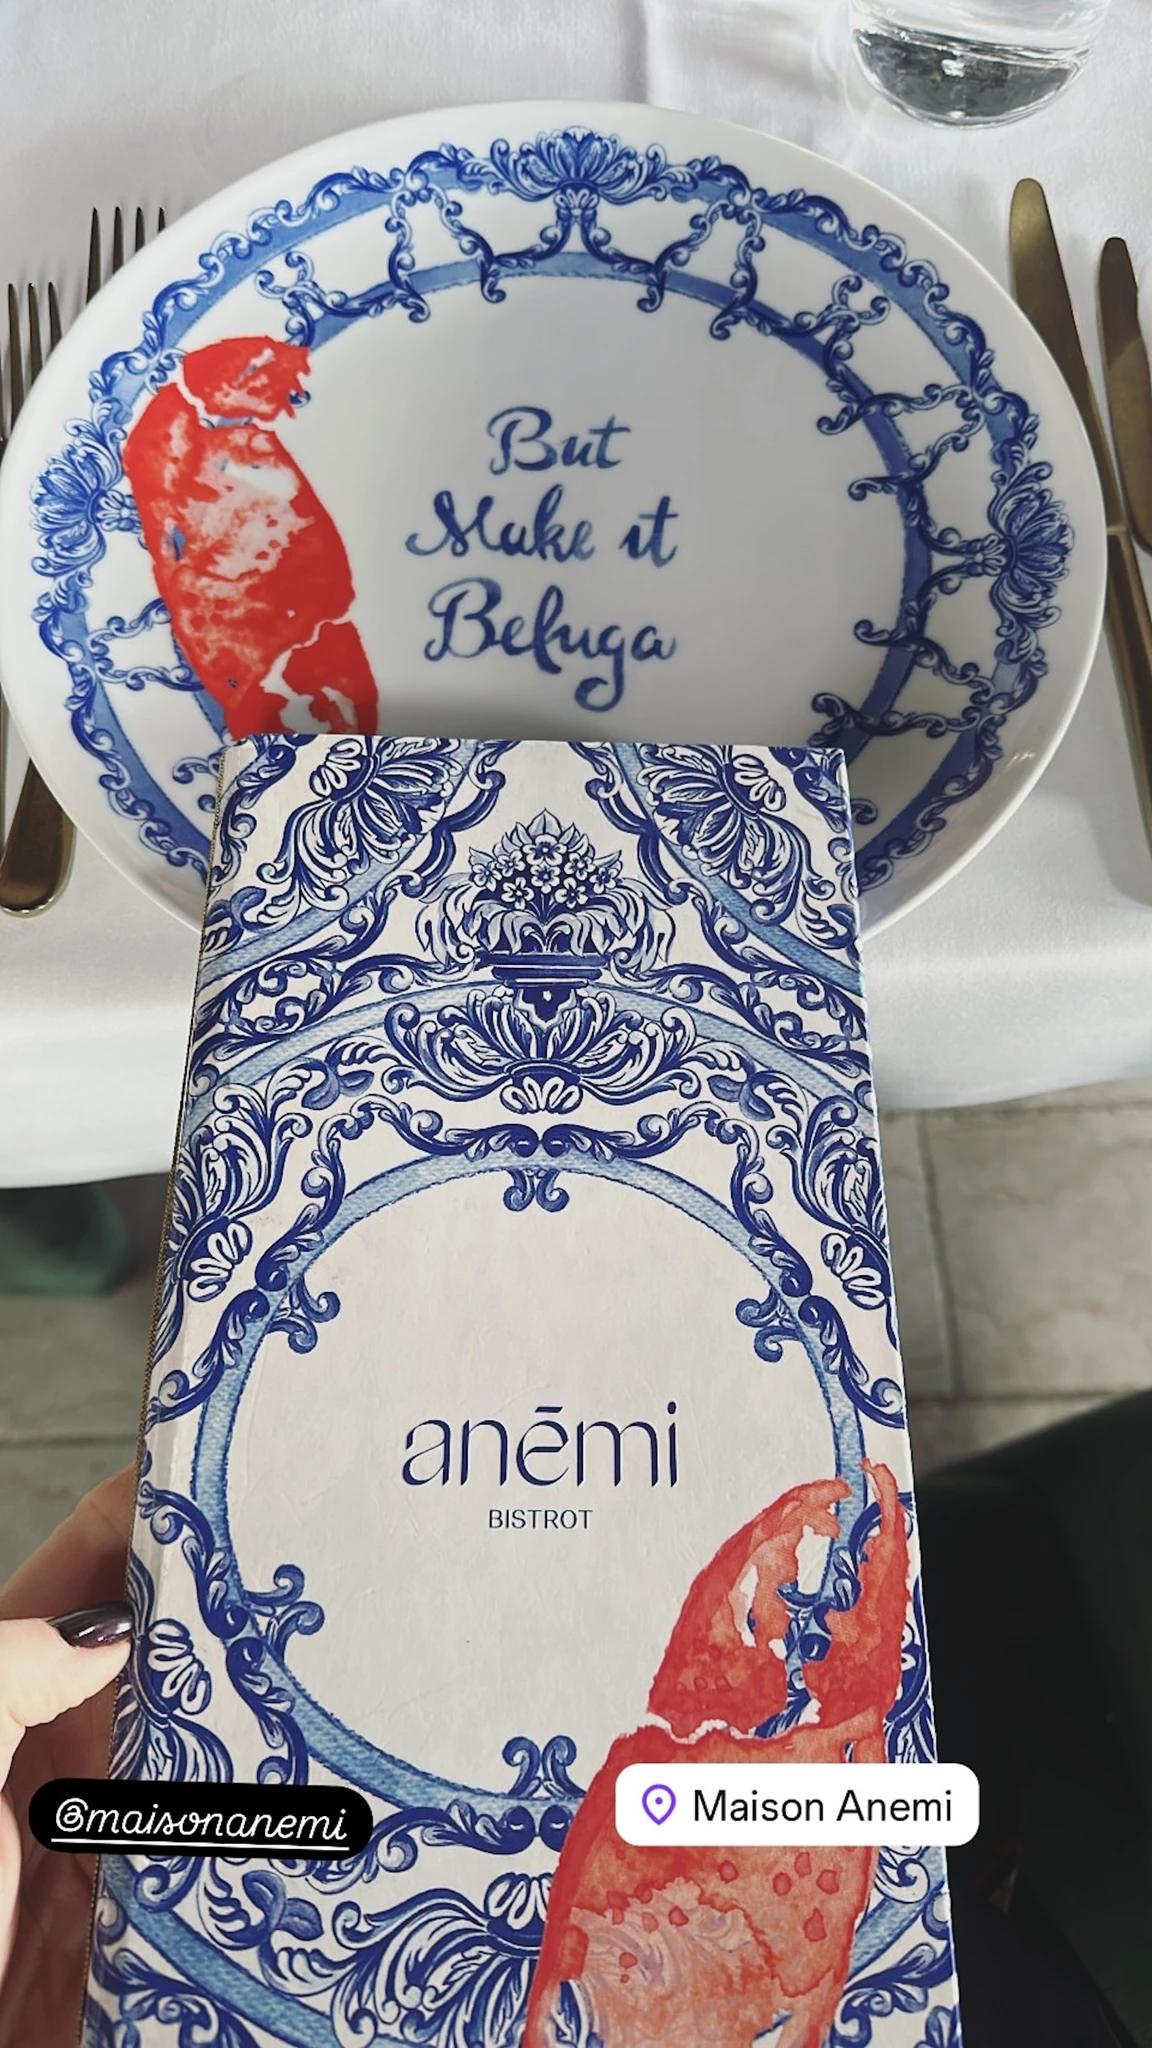 But
Make it
Beluga
anēmi
BISTROT
@maisonanemi
Maison Anemi